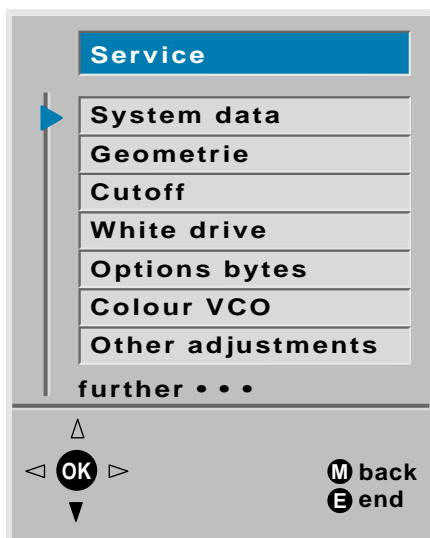 Service
System data
Geometrie
Cutoff
White drive
Options bytes
Colour VCO
Other adjustments
further • • •
OK
M back
E end